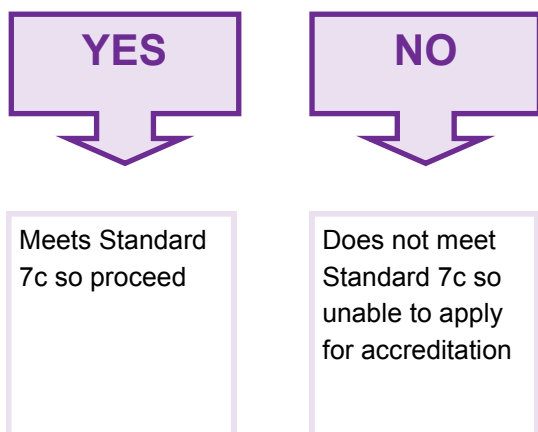 YES
NO
Meets Standard
7c so proceed
Does not meet
Standard 7c so
unable to apply
for accreditation